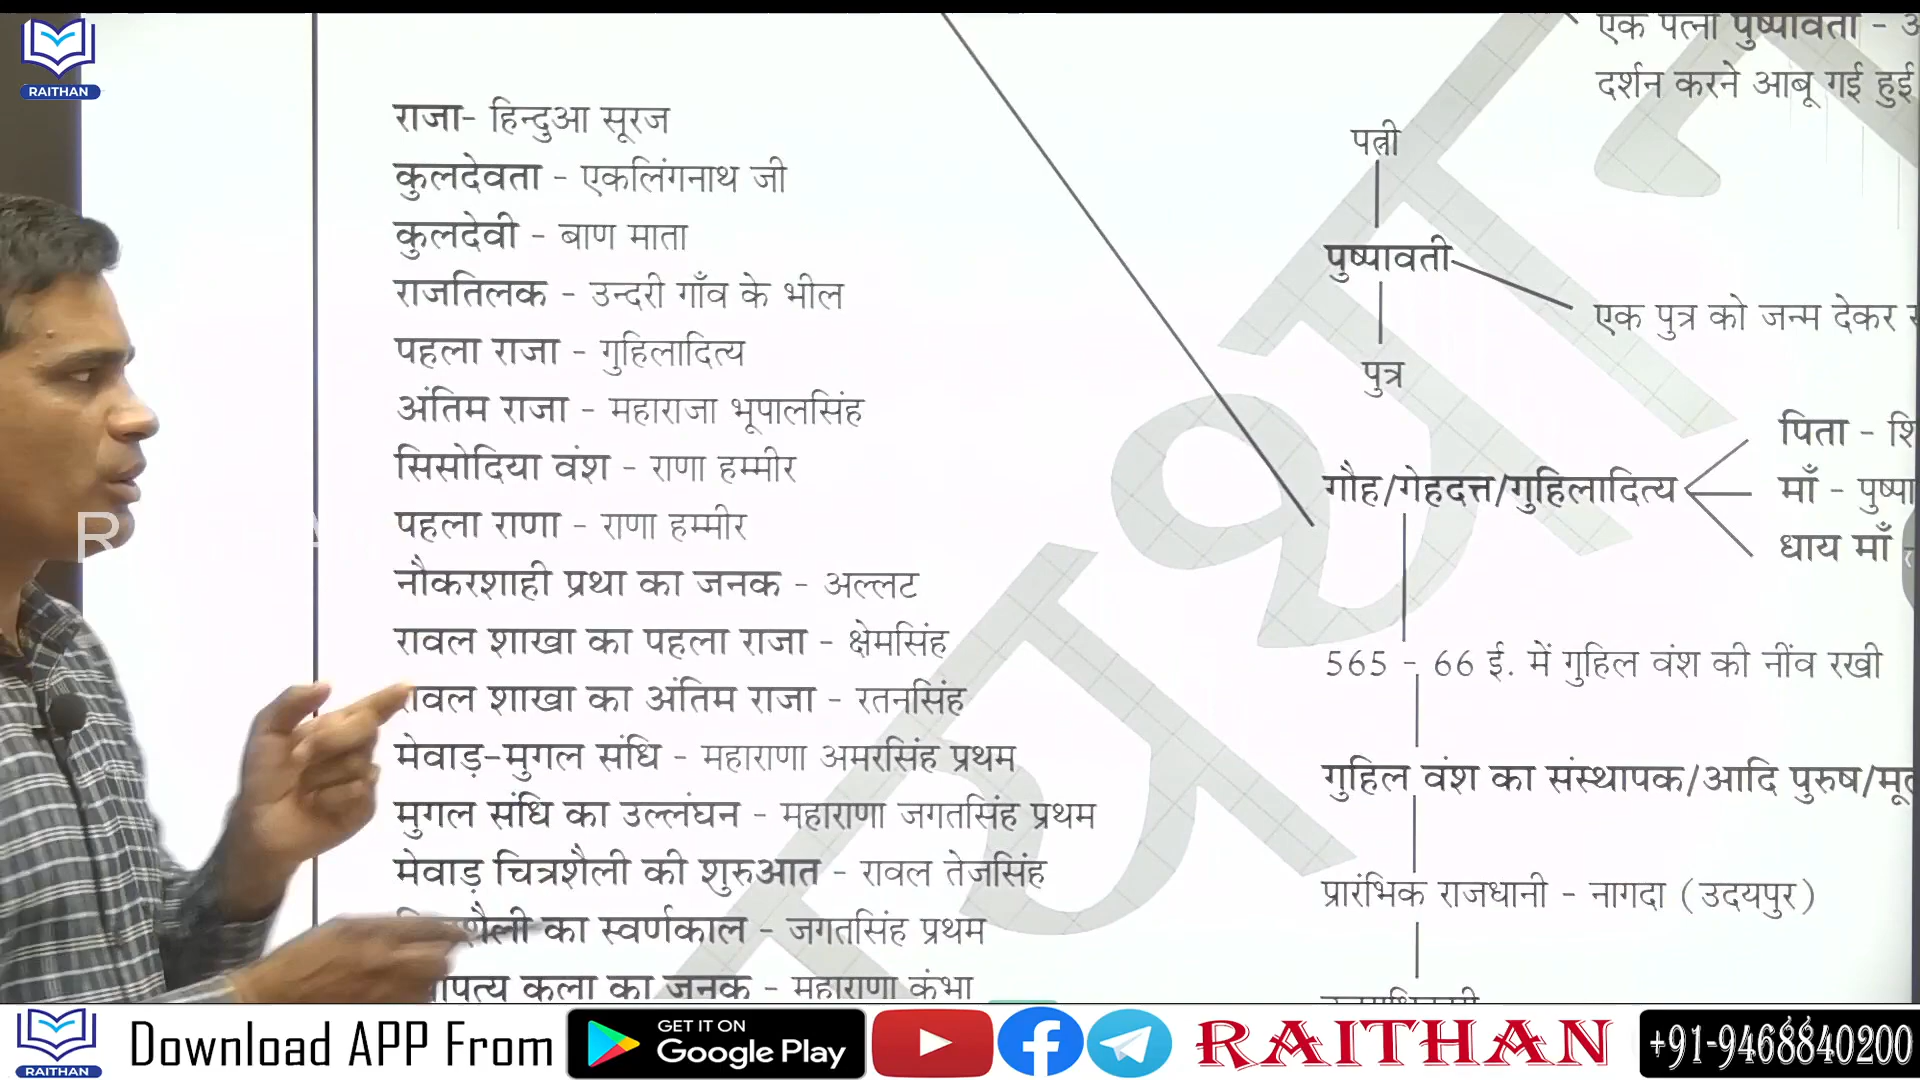 RAITHAN
राजा- हिन्दुआ सूरज
कुलदेवता - एकलिंगनाथ जी
कुलदेवी - बाण माता
राजतिलक - उन्दरी गाँव के भील
पहला राजा - गुहिलादित्य
अंतिम राजा - महाराजा भूपालसिंह
सिसोदिया वंश - राणा हम्मीर
पहला राणा - राणा हम्मीर
नौकरशाही प्रथा का जनक - अल्लट
रावल शाखा का पहला राजा - क्षेमसिंह
रावल शाखा का अंतिम राजा - रतनसिंह
मेवाड़-मुगल संधि - महाराणा अमरसिंह प्रथम
मुगल संधि का उल्लंघन - महाराणा जगतसिंह प्रथम
मेवाड़ चित्रशैली की शुरुआत - रावल तेजसिंह
का स्वर्णकाल - जगतसिंह प्रथम
कला का जनक - महाराणा कुंभा
एक पत्नी पुष्पावती -
दर्शन करने आबू गई हुई
पत्नी
पुष्पावती
एक पुत्र को जन्म देकर
पुत्र
पिता -
गौह/गेहदत्त/गुहिलादित्य
माँ -
धाय माँ
565 - 66 ई. में गुहिल वंश की नींव रखी
गुहिल वंश का संस्थापक/आदि पुरुष/
प्रारंभिक राजधानी - नागदा (उदयपुर)
RAITHAN
Download APP From
GET IT ON
Google Play
RAITHAN
+91-9468840200